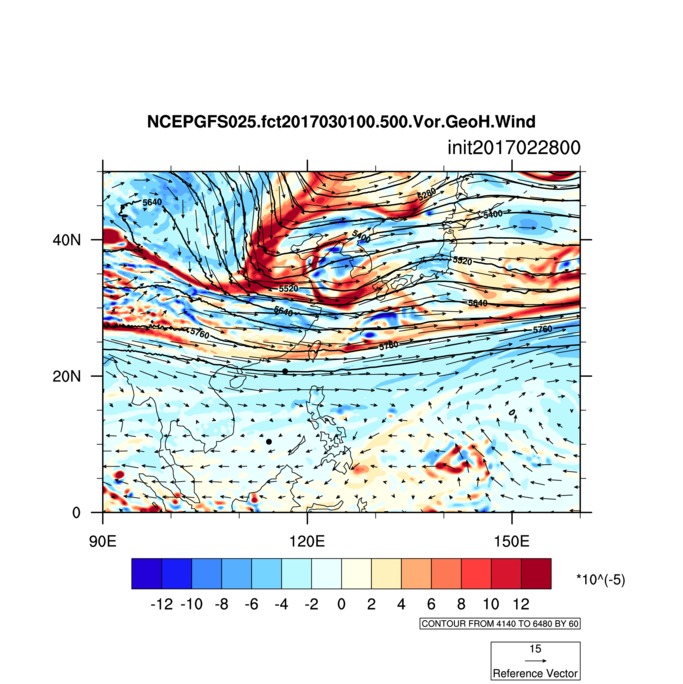 NCEPGFS025.fct2017030100.500.Vor.GeoH.Wind
init2017022800
5640
5280
5400
5400
40N
5520
5520
5640
5640
5760
5760
5760
20N
0
0
90E 120E 150E
-12 -10 -8 -6 -4 -2 0 2 4 6 8 10 12
*10^(-5)
CONTOUR FROM 4140 TO 6480 BY 60
15
Reference Vector